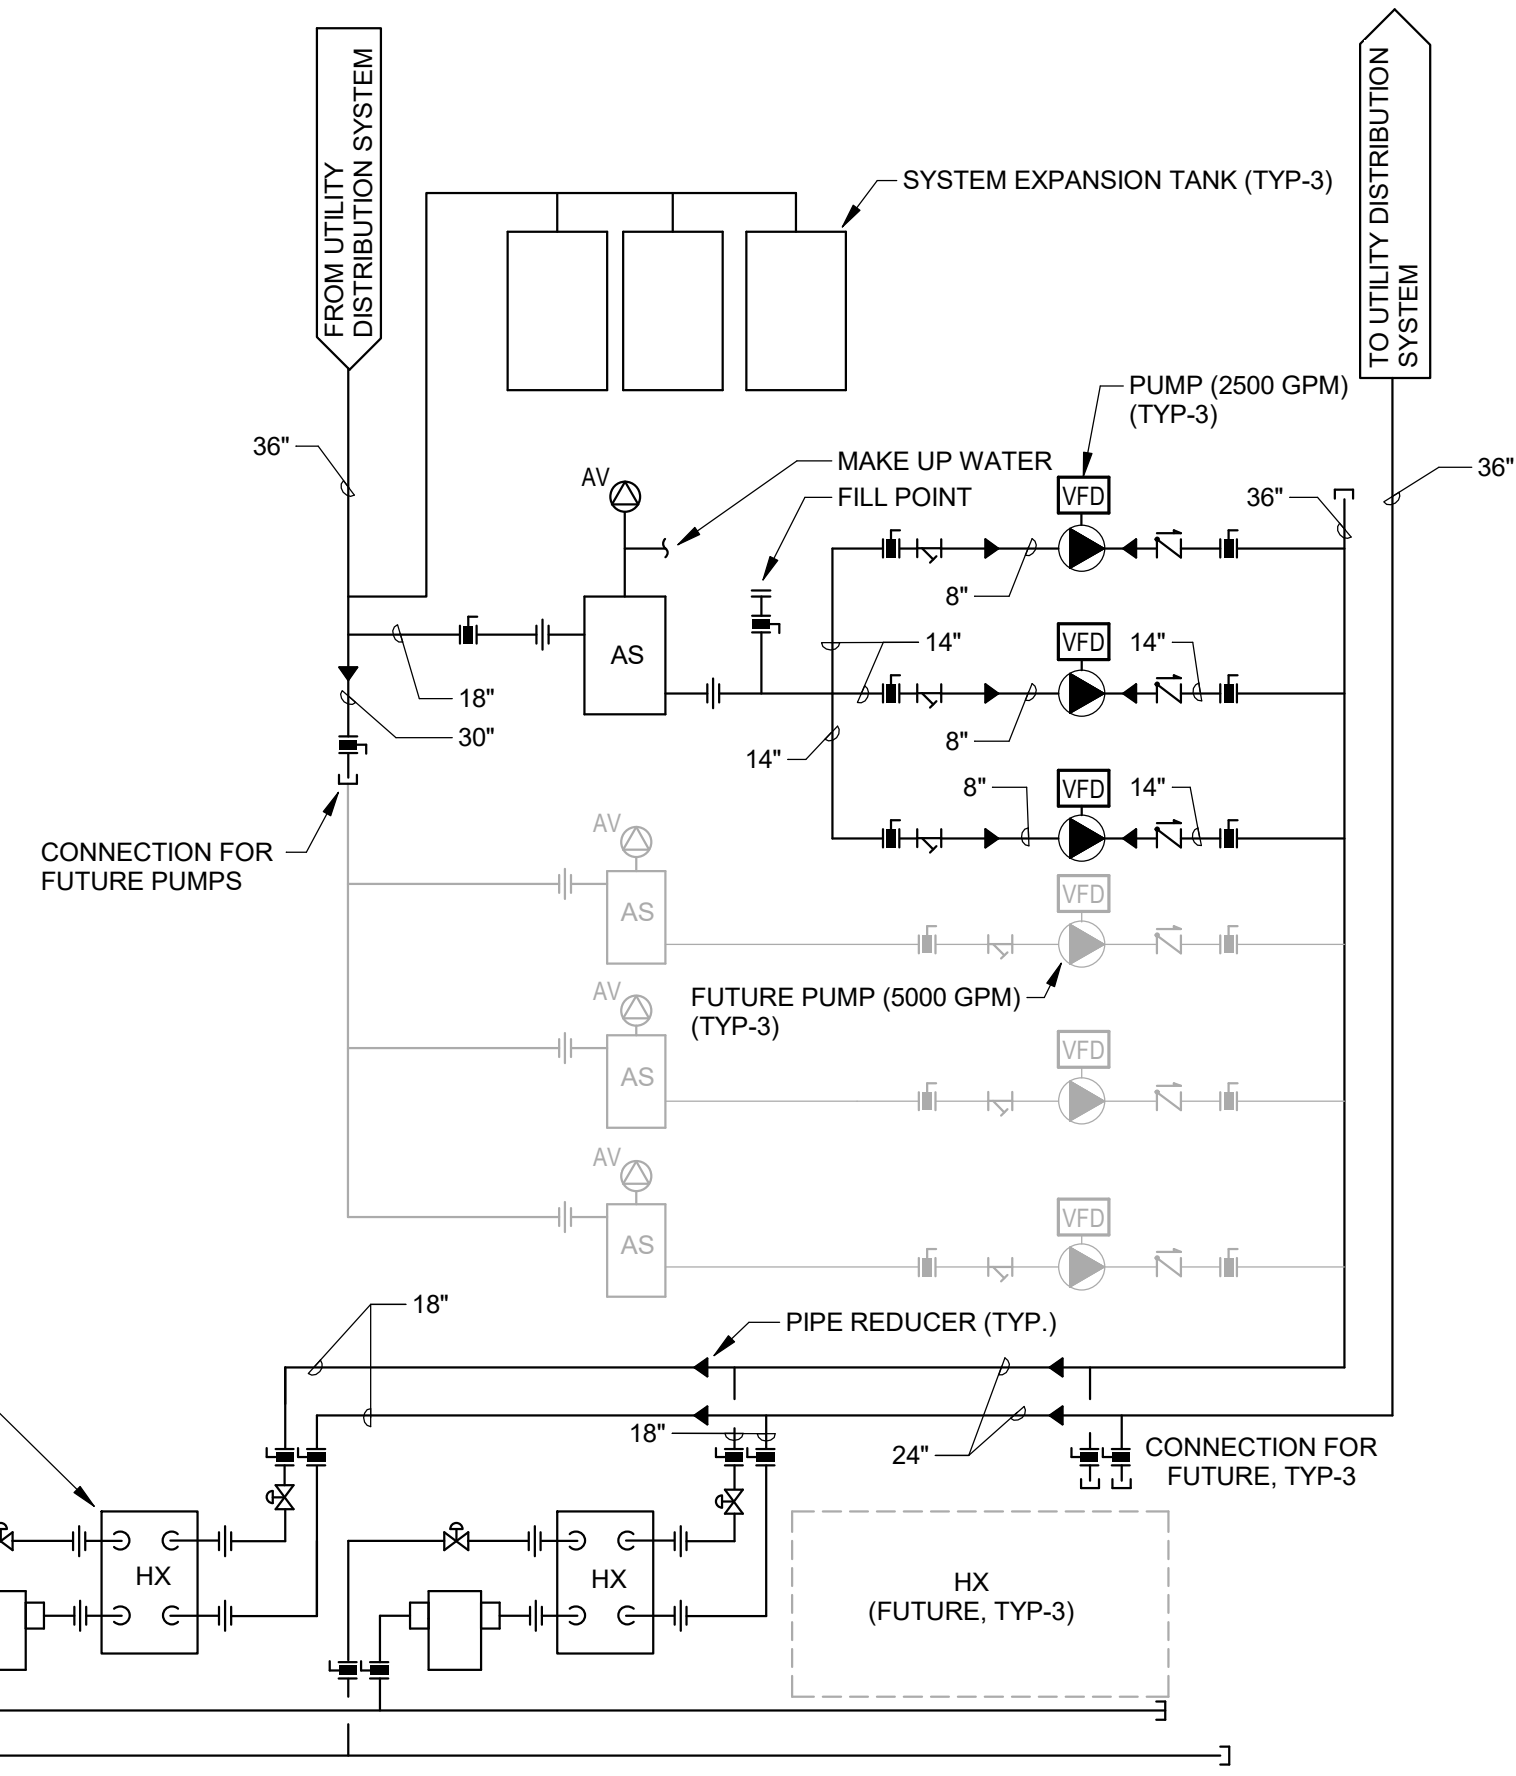 FROM UTILITY
DISTRIBUTION SYSTEM
TO UTILITY DISTRIBUTION
SYSTEM
SYSTEM EXPANSION TANK (TYP-3)
PUMP (2500 GPM)
(TYP-3)
36"
AV
MAKE UP WATER
FILL POINT
VFD
36"
36"
8"
AS
14"
VFD
14"
18"
30"
14"
8"
8"
VFD
14"
CONNECTION FOR
FUTURE PUMPS
AV
AS
VFD
FUTURE PUMP (5000 GPM)
(TYP-3)
AV
AS
VFD
AV
AS
VFD
18"
PIPE REDUCER (TYP.)
18"
24"
CONNECTION FOR
FUTURE, TYP-3
HX
HX
HX
(FUTURE, TYP-3)